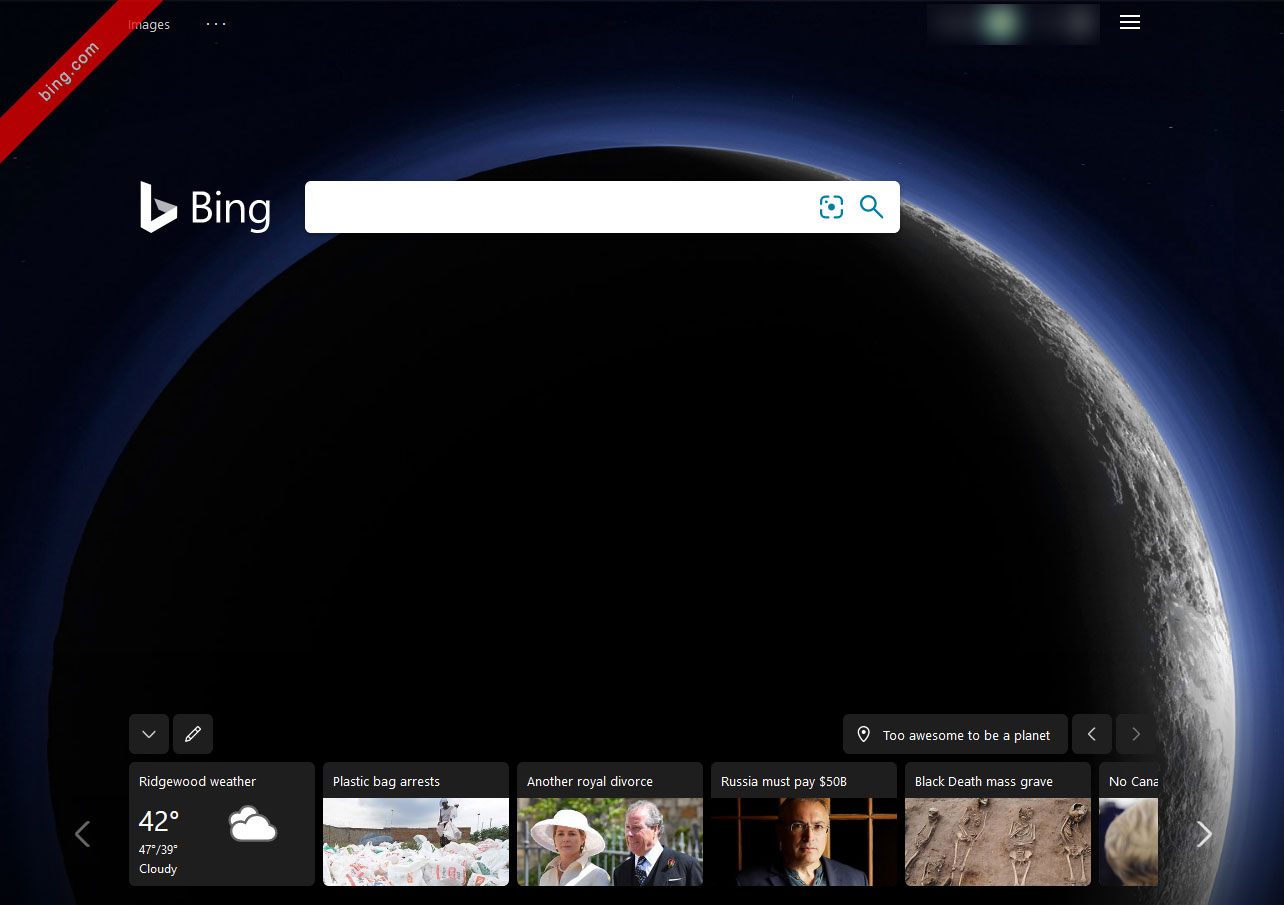 Images
...
bing.com
Bing
Too awesome to be a planet
Ridgewood weather
42°
47°/39°
Cloudy
Plastic bag arrests
Another royal divorce
Russia must pay $50B
Black Death mass grave
No Cana